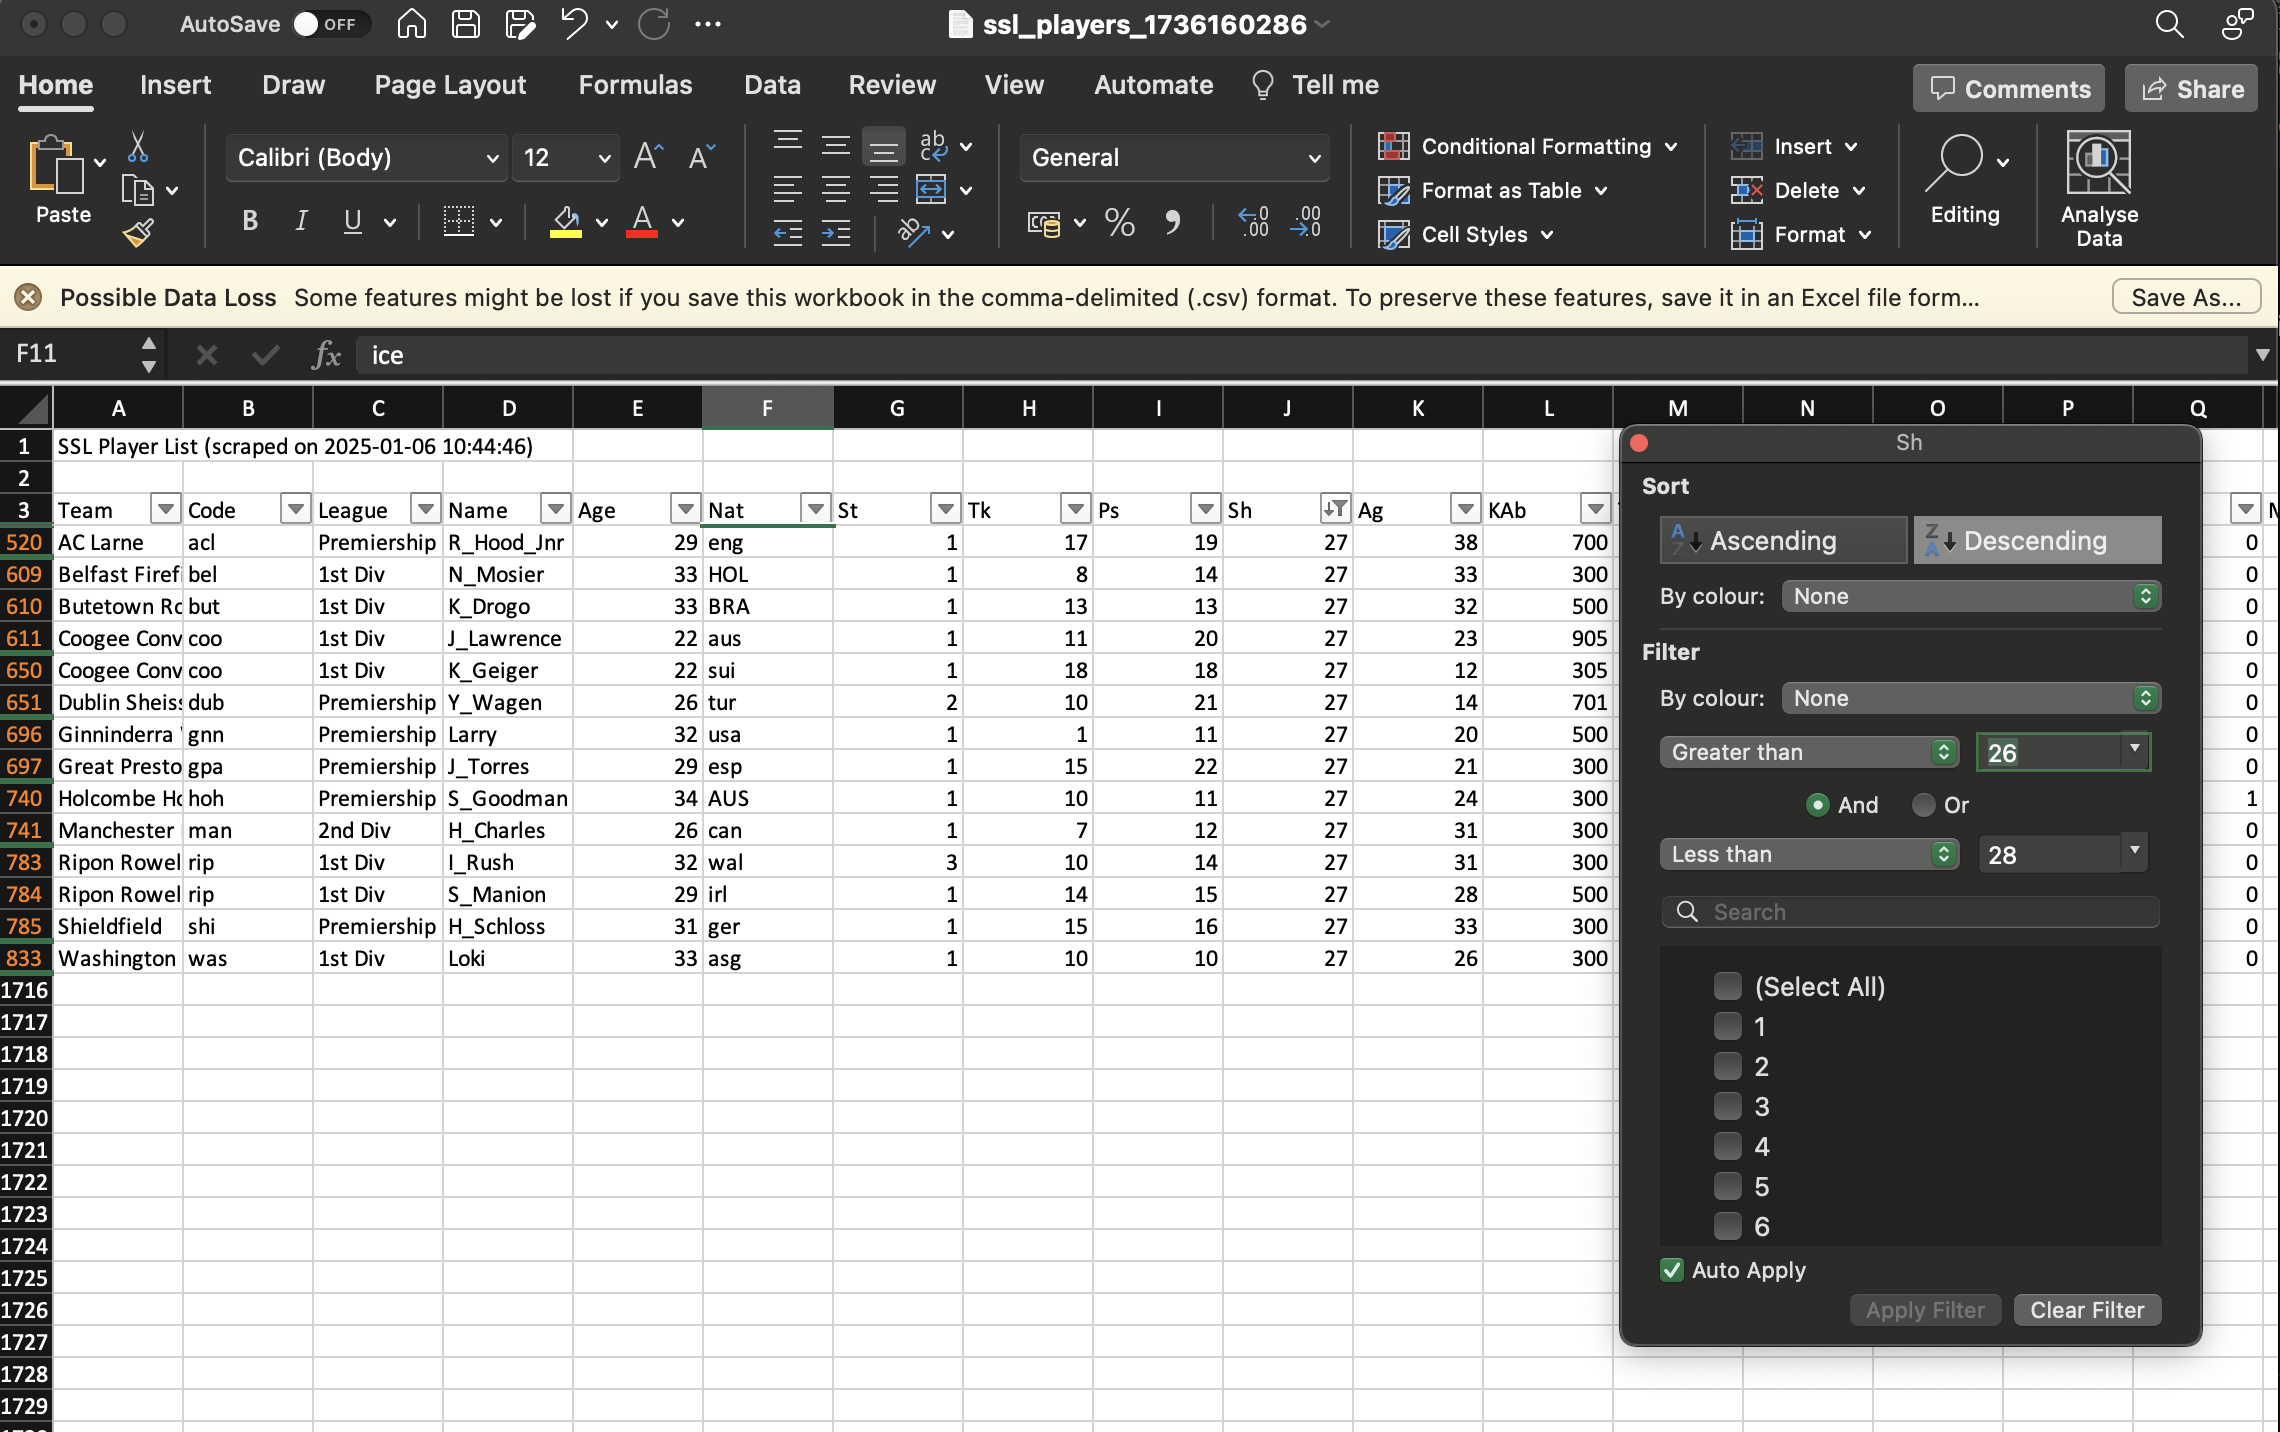 AutoSave OFF ssl_players_1736160286
Home Insert Draw Page Layout Formulas Data Review View Automate Tell me Comments Share
Paste Calibri (Body) 12 General Conditional Formatting Format as Table Cell Styles Insert Delete Format Editing Analyse Data
Possible Data Loss Some features might be lost if you save this workbook in the comma-delimited (.csv) format. To preserve these features, save it in an Excel file form... Save As...
F11 fx ice
A B C D E F G H I J K L M N O P Q
1 SSL Player List (scraped on 2025-01-06 10:44:46)
2
3 Team Code League Name Age Nat St Tk Ps Sh Ag KAb
520 AC Larne acl Premiership R_Hood_Jnr 29 eng 1 17 19 27 38 700 0
609 Belfast Firef bel 1st Div N_Mosier 33 HOL 1 8 14 27 33 300 0
610 Butetown Ro but 1st Div K_Drogo 33 BRA 1 13 13 27 32 500 0
611 Coogee Conv coo 1st Div J_Lawrence 22 aus 1 11 20 27 23 905 0
650 Coogee Conv coo 1st Div K_Geiger 22 sui 1 18 18 27 12 305 0
651 Dublin Sheiss dub Premiership Y_Wagen 26 tur 2 10 21 27 14 701 0
696 Ginninderra gnn Premiership Larry 32 usa 1 1 11 27 20 500 0
697 Great Presto gpa Premiership J_Torres 29 esp 1 15 22 27 21 300 0
740 Holcombe Ho hoh Premiership S_Goodman 34 AUS 1 10 11 27 24 300 1
741 Manchester man 2nd Div H_Charles 26 can 1 7 12 27 31 300 0
783 Ripon Rowel rip 1st Div I_Rush 32 wal 3 10 14 27 31 300 0
784 Ripon Rowel rip 1st Div S_Manion 29 irl 1 14 15 27 28 500 0
785 Shieldfield shi Premiership H_Schloss 31 ger 1 15 16 27 33 300 0
833 Washington was 1st Div Loki 33 asg 1 10 10 27 26 300 0
1716
1717
1718
1719
1720
1721
1722
1723
1724
1725
1726
1727
1728
1729
Sh
Sort
Ascending Descending
By colour: None
Filter
By colour: None
Greater than 26
And Or
Less than 28
Search
(Select All)
1
2
3
4
5
6
Auto Apply
Apply Filter Clear Filter